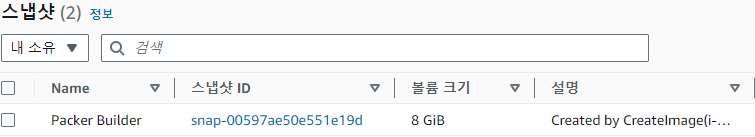 스냅샷 (2) 정보
내 소유 검색
Name 스냅샷 ID 볼륨 크기 설명
Packer Builder snap-00597ae50e551e19d 8 GiB Created by CreateImage(i-...